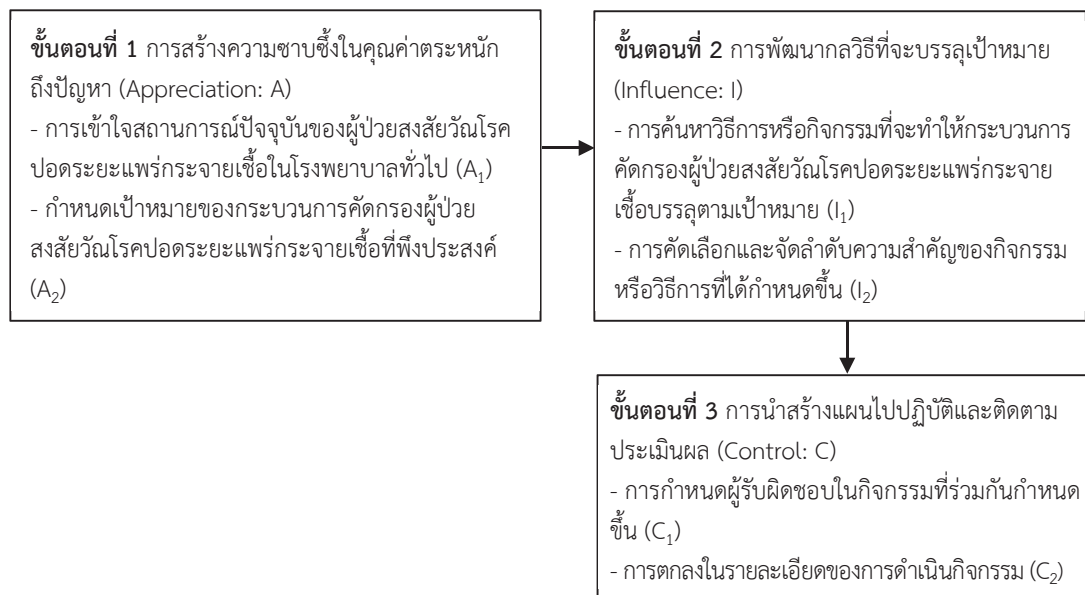 ขั้นตอนที่ 1 การสร้างความซาบซึ้งในคุณค่าตระหนัก
ถึงปัญหา (Appreciation: A)
- การเข้าใจสถานการณ์ปัจจุบันของผู้ป่วยสงสัยวัณโรค
ปอดระยะแพร่กระจายเชื้อในโรงพยาบาลทั่วไป (A₁)
- กำหนดเป้าหมายของกระบวนการคัดกรองผู้ป่วย
สงสัยวัณโรคปอดระยะแพร่กระจายเชื้อที่พึงประสงค์
(A₂)
ขั้นตอนที่ 2 การพัฒนากลวิธีที่จะบรรลุเป้าหมาย
(Influence: I)
- การค้นหาวิธีการหรือกิจกรรมที่จะทำให้กระบวนการ
คัดกรองผู้ป่วยสงสัยวัณโรคปอดระยะแพร่กระจาย
เชื้อบรรลุตามเป้าหมาย (I₁)
- การคัดเลือกและจัดลำดับความสำคัญของกิจกรรม
หรือวิธีการที่ได้กำหนดขึ้น (I₂)
ขั้นตอนที่ 3 การนำสร้างแผนไปปฏิบัติและติดตาม
ประเมินผล (Control: C)
- การกำหนดผู้รับผิดชอบในกิจกรรมที่ร่วมกันกำหนด
ขึ้น (C₁)
- การตกลงในรายละเอียดของการดำเนินกิจกรรม (C₂)